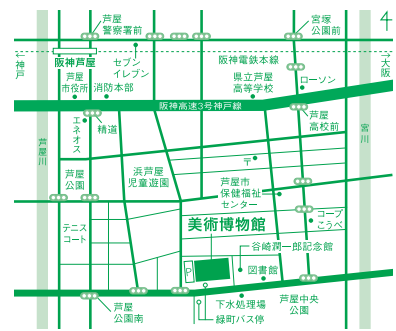 芦屋
警察署前
宮塚
公園前
4
←神戸
阪神芦屋
セブン
イレブン
阪神電鉄本線
→大阪
芦屋
市役所
消防本部
県立芦屋
高等学校
ローソン
阪神高速3号神戸線
エネオス
精道
芦屋
高校前
芦屋川
宮川
浜芦屋
児童遊園
〒
芦屋
公園
芦屋市
保健福祉
センター
テニス
コート
美術博物館
コープ
こうべ
谷崎潤一郎記念館
P
図書館
芦屋
公園南
下水処理場
緑町バス停
芦屋中央
公園